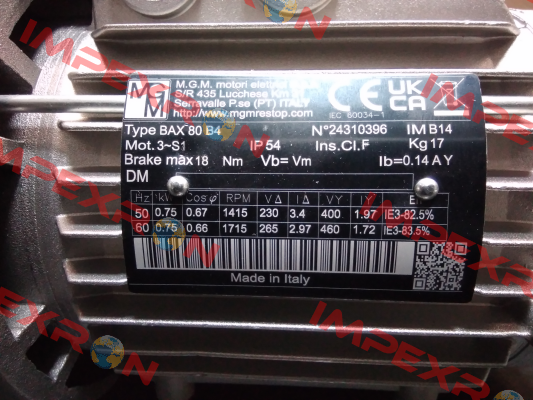 MGM
M.G.M. motori elettrici
S/R 435 Lucchese Km
Serravalle P.se (PT) ITALY
http://www.mgmrestop.com
CE UK CA
IEC 60034-1
Type BAX 80 B4 N°24310396 IM B14
Mot. 3~S1 IP 54 Ins.Cl.F Kg 17
Brake max 18 Nm Vb= Vm Ib=0.14 A Y
DM
Hz kW Cos φ RPM V Δ I Δ VY IY
50 0.75 0.67 1415 230 3.4 400 1.97 IE3-82.5%
60 0.75 0.66 1715 265 2.97 460 1.72 IE3-83.5%
Made in Italy
IMPEXRON
IMPEXRON
IMPEXRON
IMPEXRON